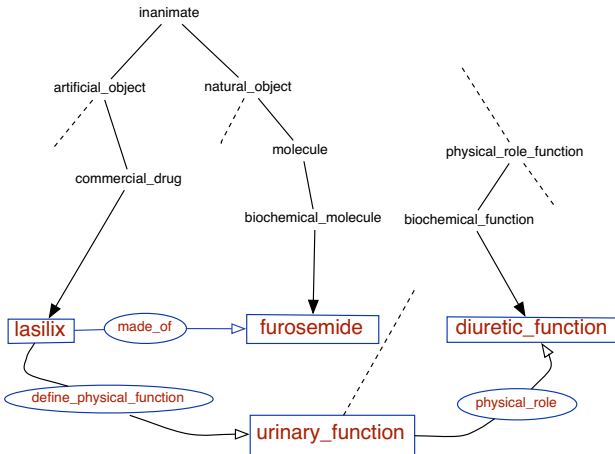 inanimate
artificial_object
natural_object
molecule
physical_role_function
commercial_drug
biochemical_molecule
biochemical_function
lasilix
made_of
furosemide
diuretic_function
define_physical_function
physical_role
urinary_function